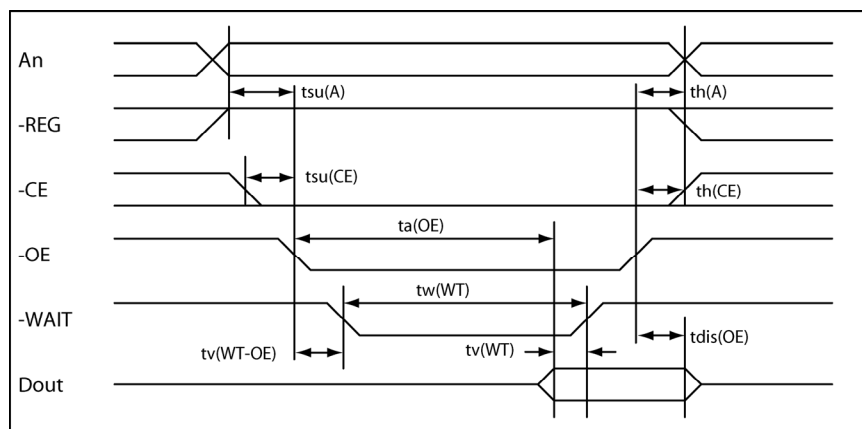 An
tsu(A)
th(A)
-REG
-CE
tsu(CE)
th(CE)
ta(OE)
-OE
tw(WT)
-WAIT
tv(WT-OE)
tv(WT)
tdis(OE)
Dout